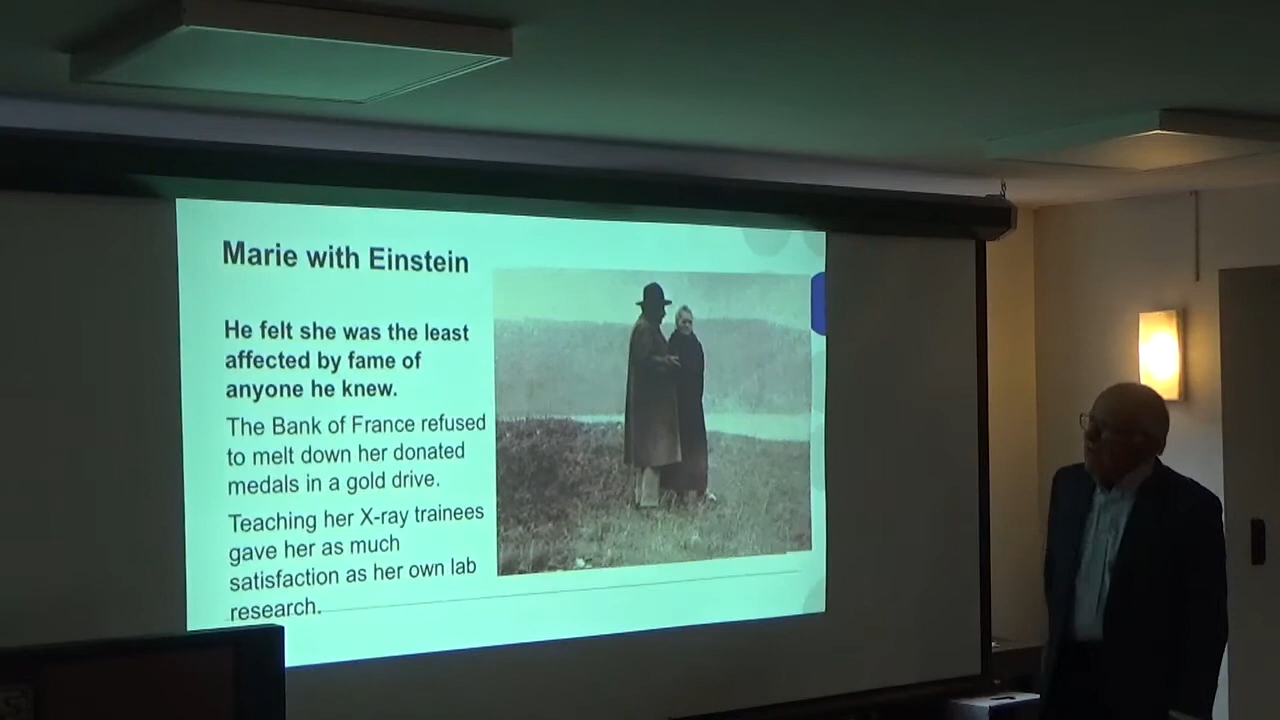 Marie with Einstein
He felt she was the least
affected by fame of
anyone he knew.
The Bank of France refused
to melt down her donated
medals in a gold drive.
Teaching her X-ray trainees
gave her as much
satisfaction as her own lab
research.